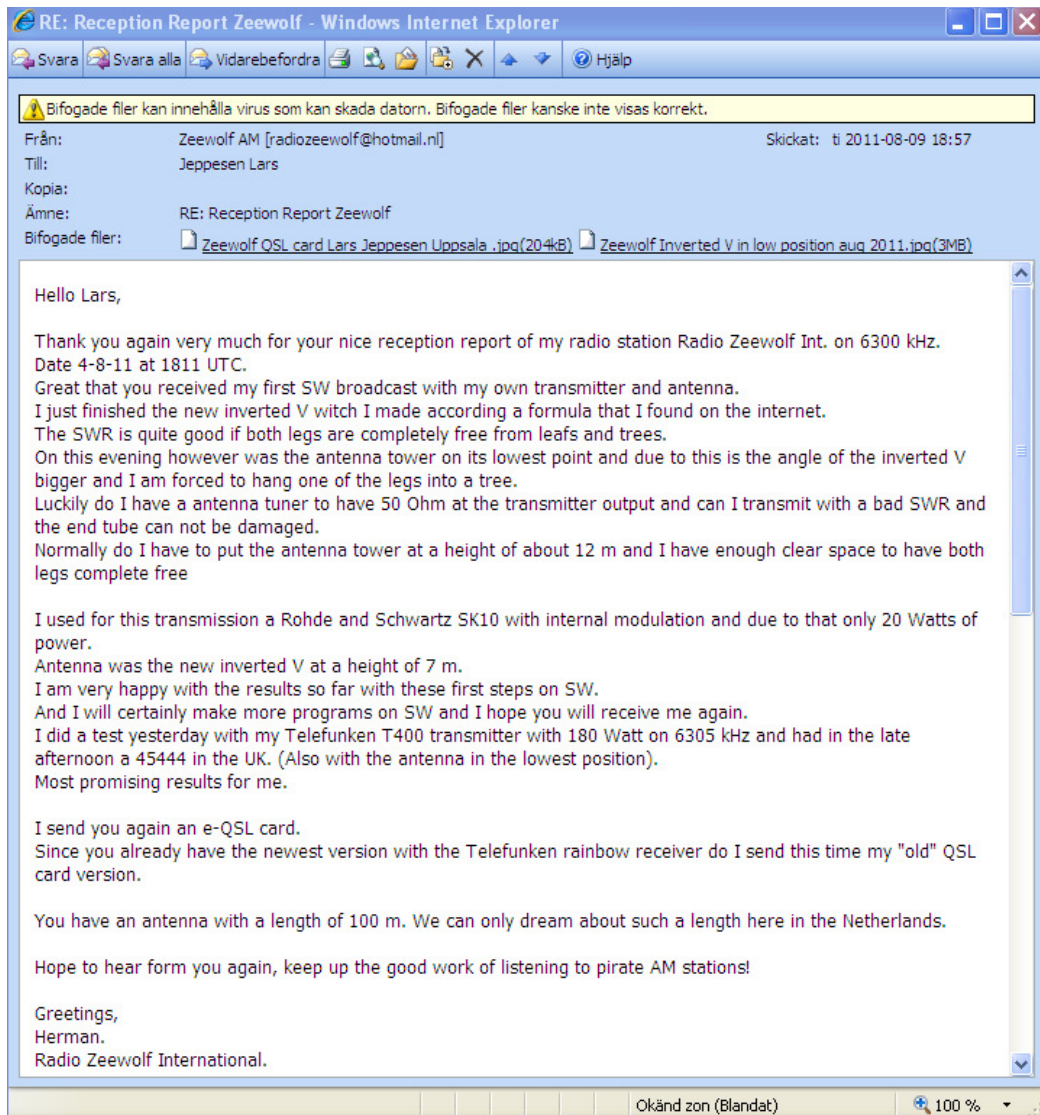 RE: Reception Report Zeewolf - Windows Internet Explorer
Svara Svara alla Vidarebefordra Hjälp
Bifogade filer kan innehålla virus som kan skada datorn. Bifogade filer kanske inte visas korrekt.
Från: Zeewolf AM [radiozeewolf@hotmail.nl] Skickat: ti 2011-08-09 18:57
Till: Jeppesen Lars
Kopia:
Ämne: RE: Reception Report Zeewolf
Bifogade filer: Zeewolf QSL card Lars Jeppesen Uppsala .jpg(204kB) Zeewolf Inverted V in low position aug 2011.jpg(3MB)
Hello Lars,
Thank you again very much for your nice reception report of my radio station Radio Zeewolf Int. on 6300 kHz.
Date 4-8-11 at 1811 UTC.
Great that you received my first SW broadcast with my own transmitter and antenna.
I just finished the new inverted V witch I made according a formula that I found on the internet.
The SWR is quite good if both legs are completely free from leafs and trees.
On this evening however was the antenna tower on its lowest point and due to this is the angle of the inverted V
bigger and I am forced to hang one of the legs into a tree.
Luckily do I have a antenna tuner to have 50 Ohm at the transmitter output and can I transmit with a bad SWR and
the end tube can not be damaged.
Normally do I have to put the antenna tower at a height of about 12 m and I have enough clear space to have both
legs complete free
I used for this transmission a Rohde and Schwartz SK10 with internal modulation and due to that only 20 Watts of
power.
Antenna was the new inverted V at a height of 7 m.
I am very happy with the results so far with these first steps on SW.
And I will certainly make more programs on SW and I hope you will receive me again.
I did a test yesterday with my Telefunken T400 transmitter with 180 Watt on 6305 kHz and had in the late
afternoon a 45444 in the UK. (Also with the antenna in the lowest position).
Most promising results for me.
I send you again an e-QSL card.
Since you already have the newest version with the Telefunken rainbow receiver do I send this time my "old" QSL
card version.
You have an antenna with a length of 100 m. We can only dream about such a length here in the Netherlands.
Hope to hear form you again, keep up the good work of listening to pirate AM stations!
Greetings,
Herman.
Radio Zeewolf International.
Okänd zon (Blandat) 100 %